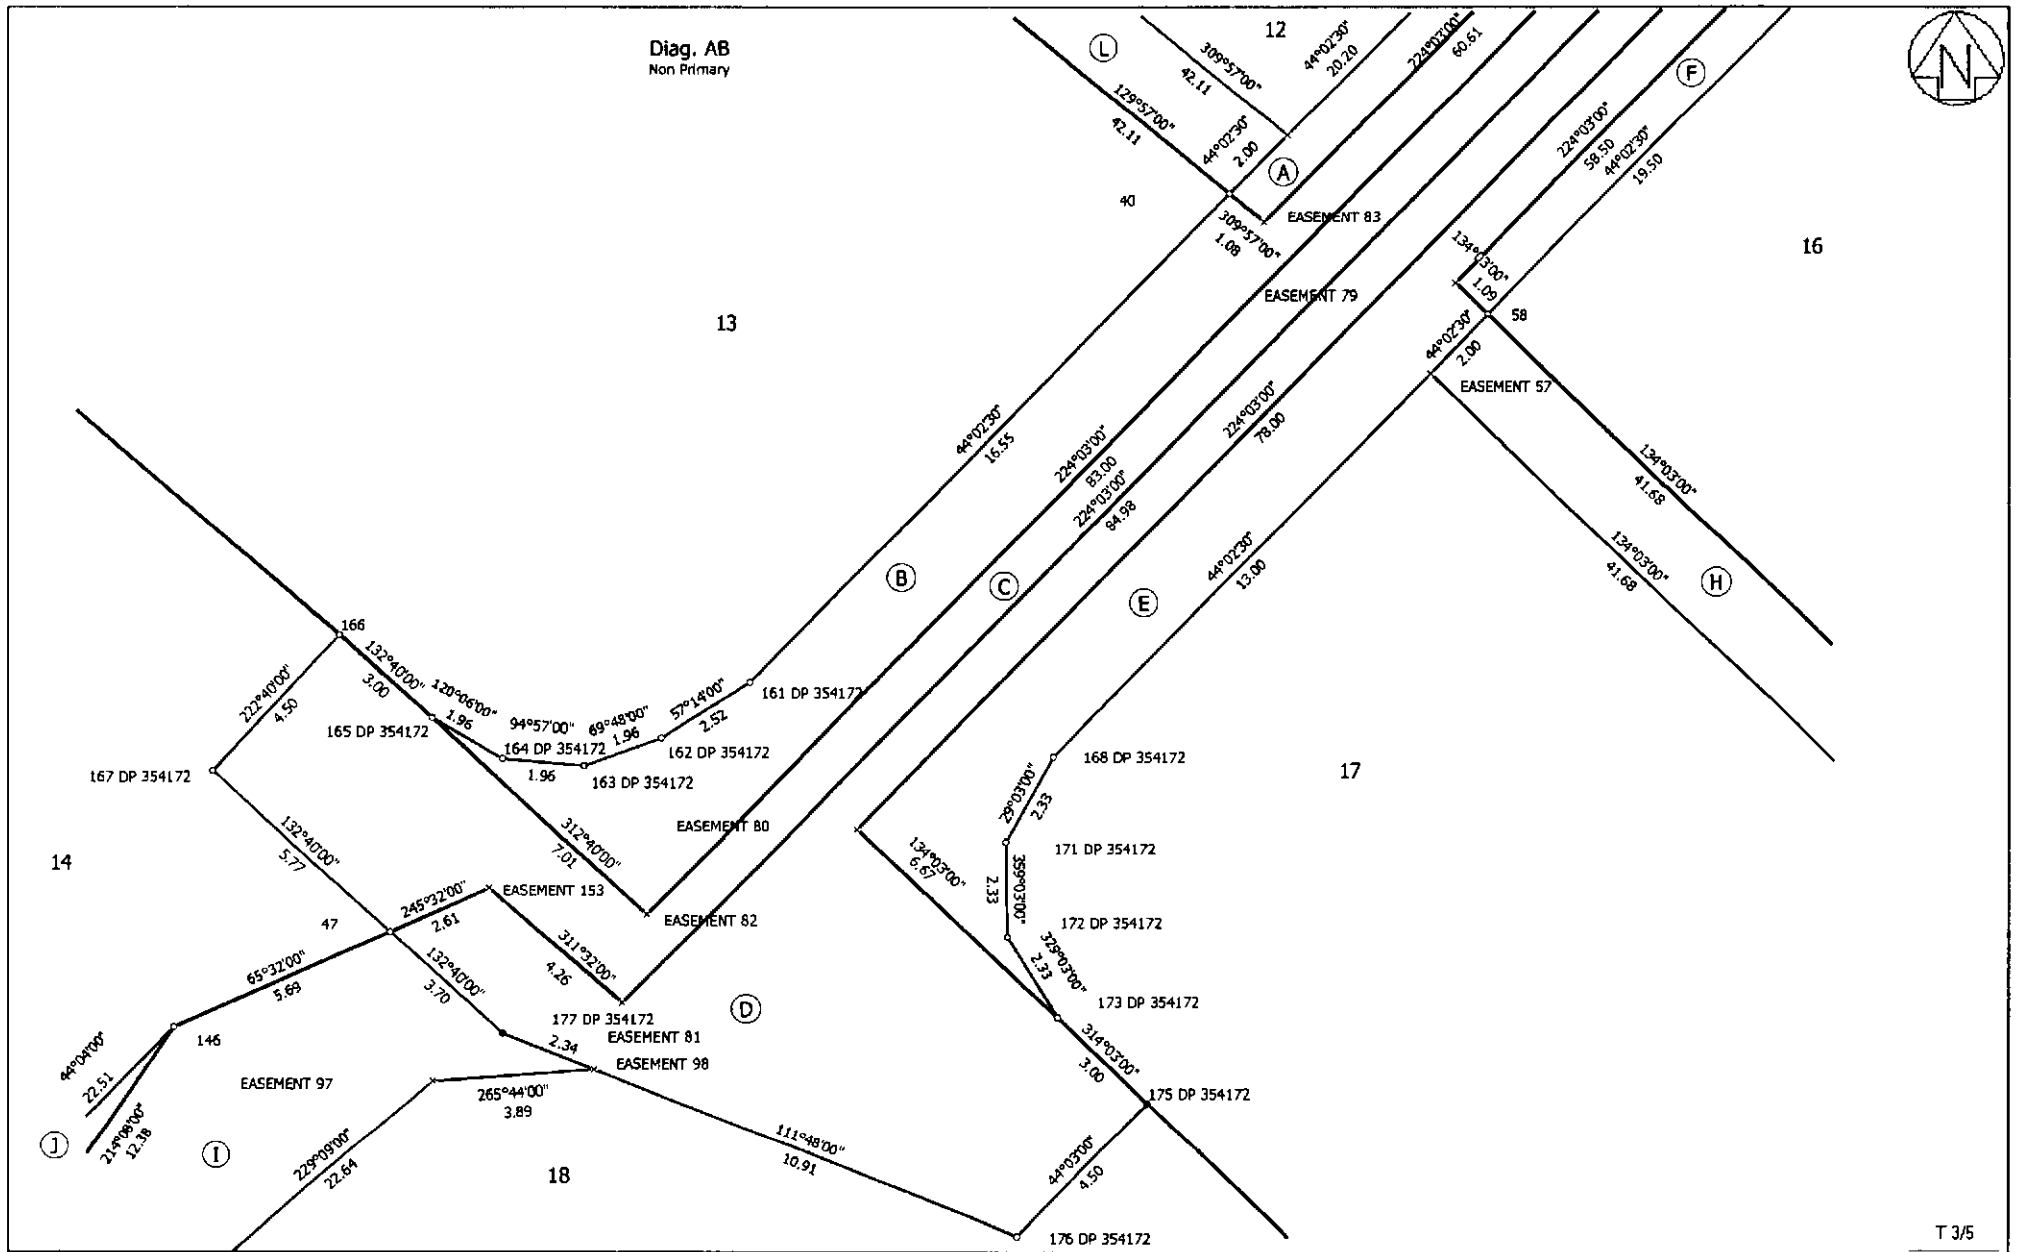 Diag. AB
Non Primary
L
12
N
309°57'00"
42.11
44°02'30"
20.20
224°03'00"
60.61
F
129°57'00"
42.11
44°02'30"
2.00
A
224°03'00"
58.50
44°02'30"
19.50
40
EASEMENT 83
309°57'00"
1.08
134°03'00"
1.09
16
EASEMENT 79
13
58
44°02'30"
2.00
EASEMENT 57
44°02'30"
16.55
224°03'00"
83.00
224°03'00"
84.98
224°03'00"
78.00
134°03'00"
41.68
44°02'30"
13.00
134°03'00"
41.68
B
C
E
H
166
132°40'00"
3.00
222°40'00"
4.50
120°06'00"
1.96
94°57'00"
69°48'00"
1.96
57°14'00"
2.52
161 DP 354172
165 DP 354172
164 DP 354172
162 DP 354172
1.96
163 DP 354172
167 DP 354172
168 DP 354172
17
29°03'00"
2.33
132°40'00"
5.77
312°40'00"
7.01
EASEMENT 80
134°03'00"
6.67
171 DP 354172
14
359°03'00"
2.33
245°32'00"
2.61
EASEMENT 153
47
EASEMENT 82
172 DP 354172
329°03'00"
2.33
65°32'00"
5.69
132°40'00"
3.70
311°32'00"
4.26
D
173 DP 354172
177 DP 354172
EASEMENT 81
146
2.34
EASEMENT 98
314°03'00"
3.00
44°04'00"
22.51
EASEMENT 97
265°44'00"
3.89
175 DP 354172
214°08'00"
12.38
J
I
229°09'00"
22.64
18
111°48'00"
10.91
44°03'00"
4.50
176 DP 354172
T 3/5